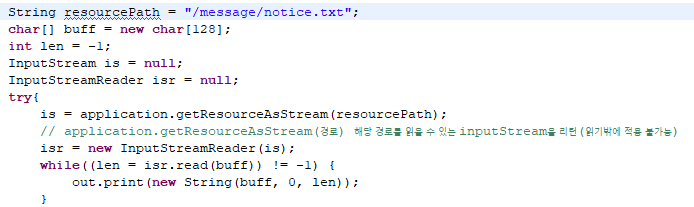 String resourcePath = "/message/notice.txt";
char[] buff = new char[128];
int len = -1;
InputStream is = null;
InputStreamReader isr = null;
try{
    is = application.getResourceAsStream(resourcePath);
    // application.getResourceAsStream(경로) 해당 경로를 읽을 수 있는 inputStream을 리턴(읽기밖에 적용 불가능)
    isr = new InputStreamReader(is);
    while((len = isr.read(buff)) != -1) {
        out.print(new String(buff, 0, len));
    }